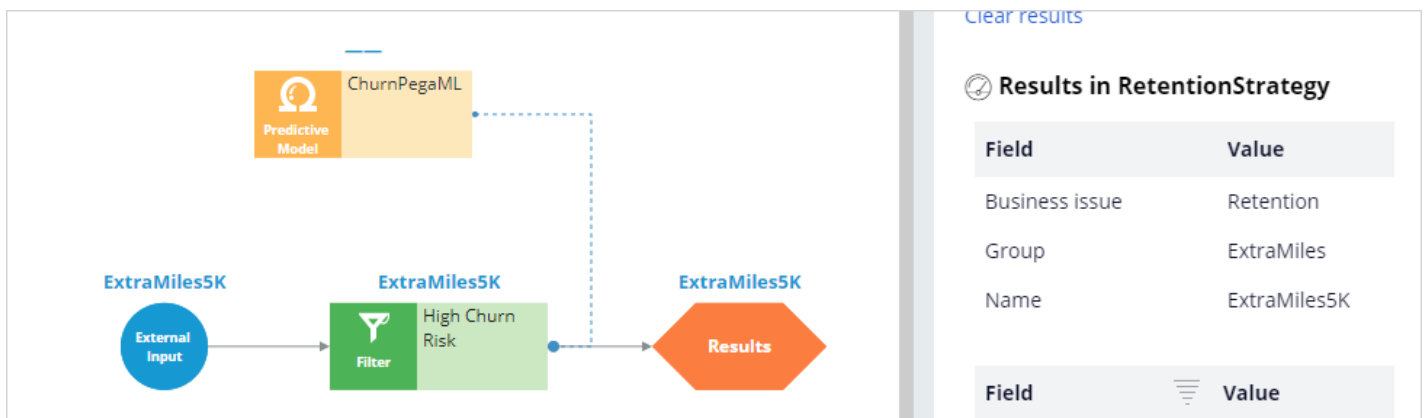 Clear results
——
ChurnPegaML
Predictive
Model
Results in RetentionStrategy
Field Value
Business issue Retention
Group ExtraMiles
Name ExtraMiles5K
ExtraMiles5K ExtraMiles5K ExtraMiles5K
External
Input
High Churn
Risk
Filter
Results
Field Value